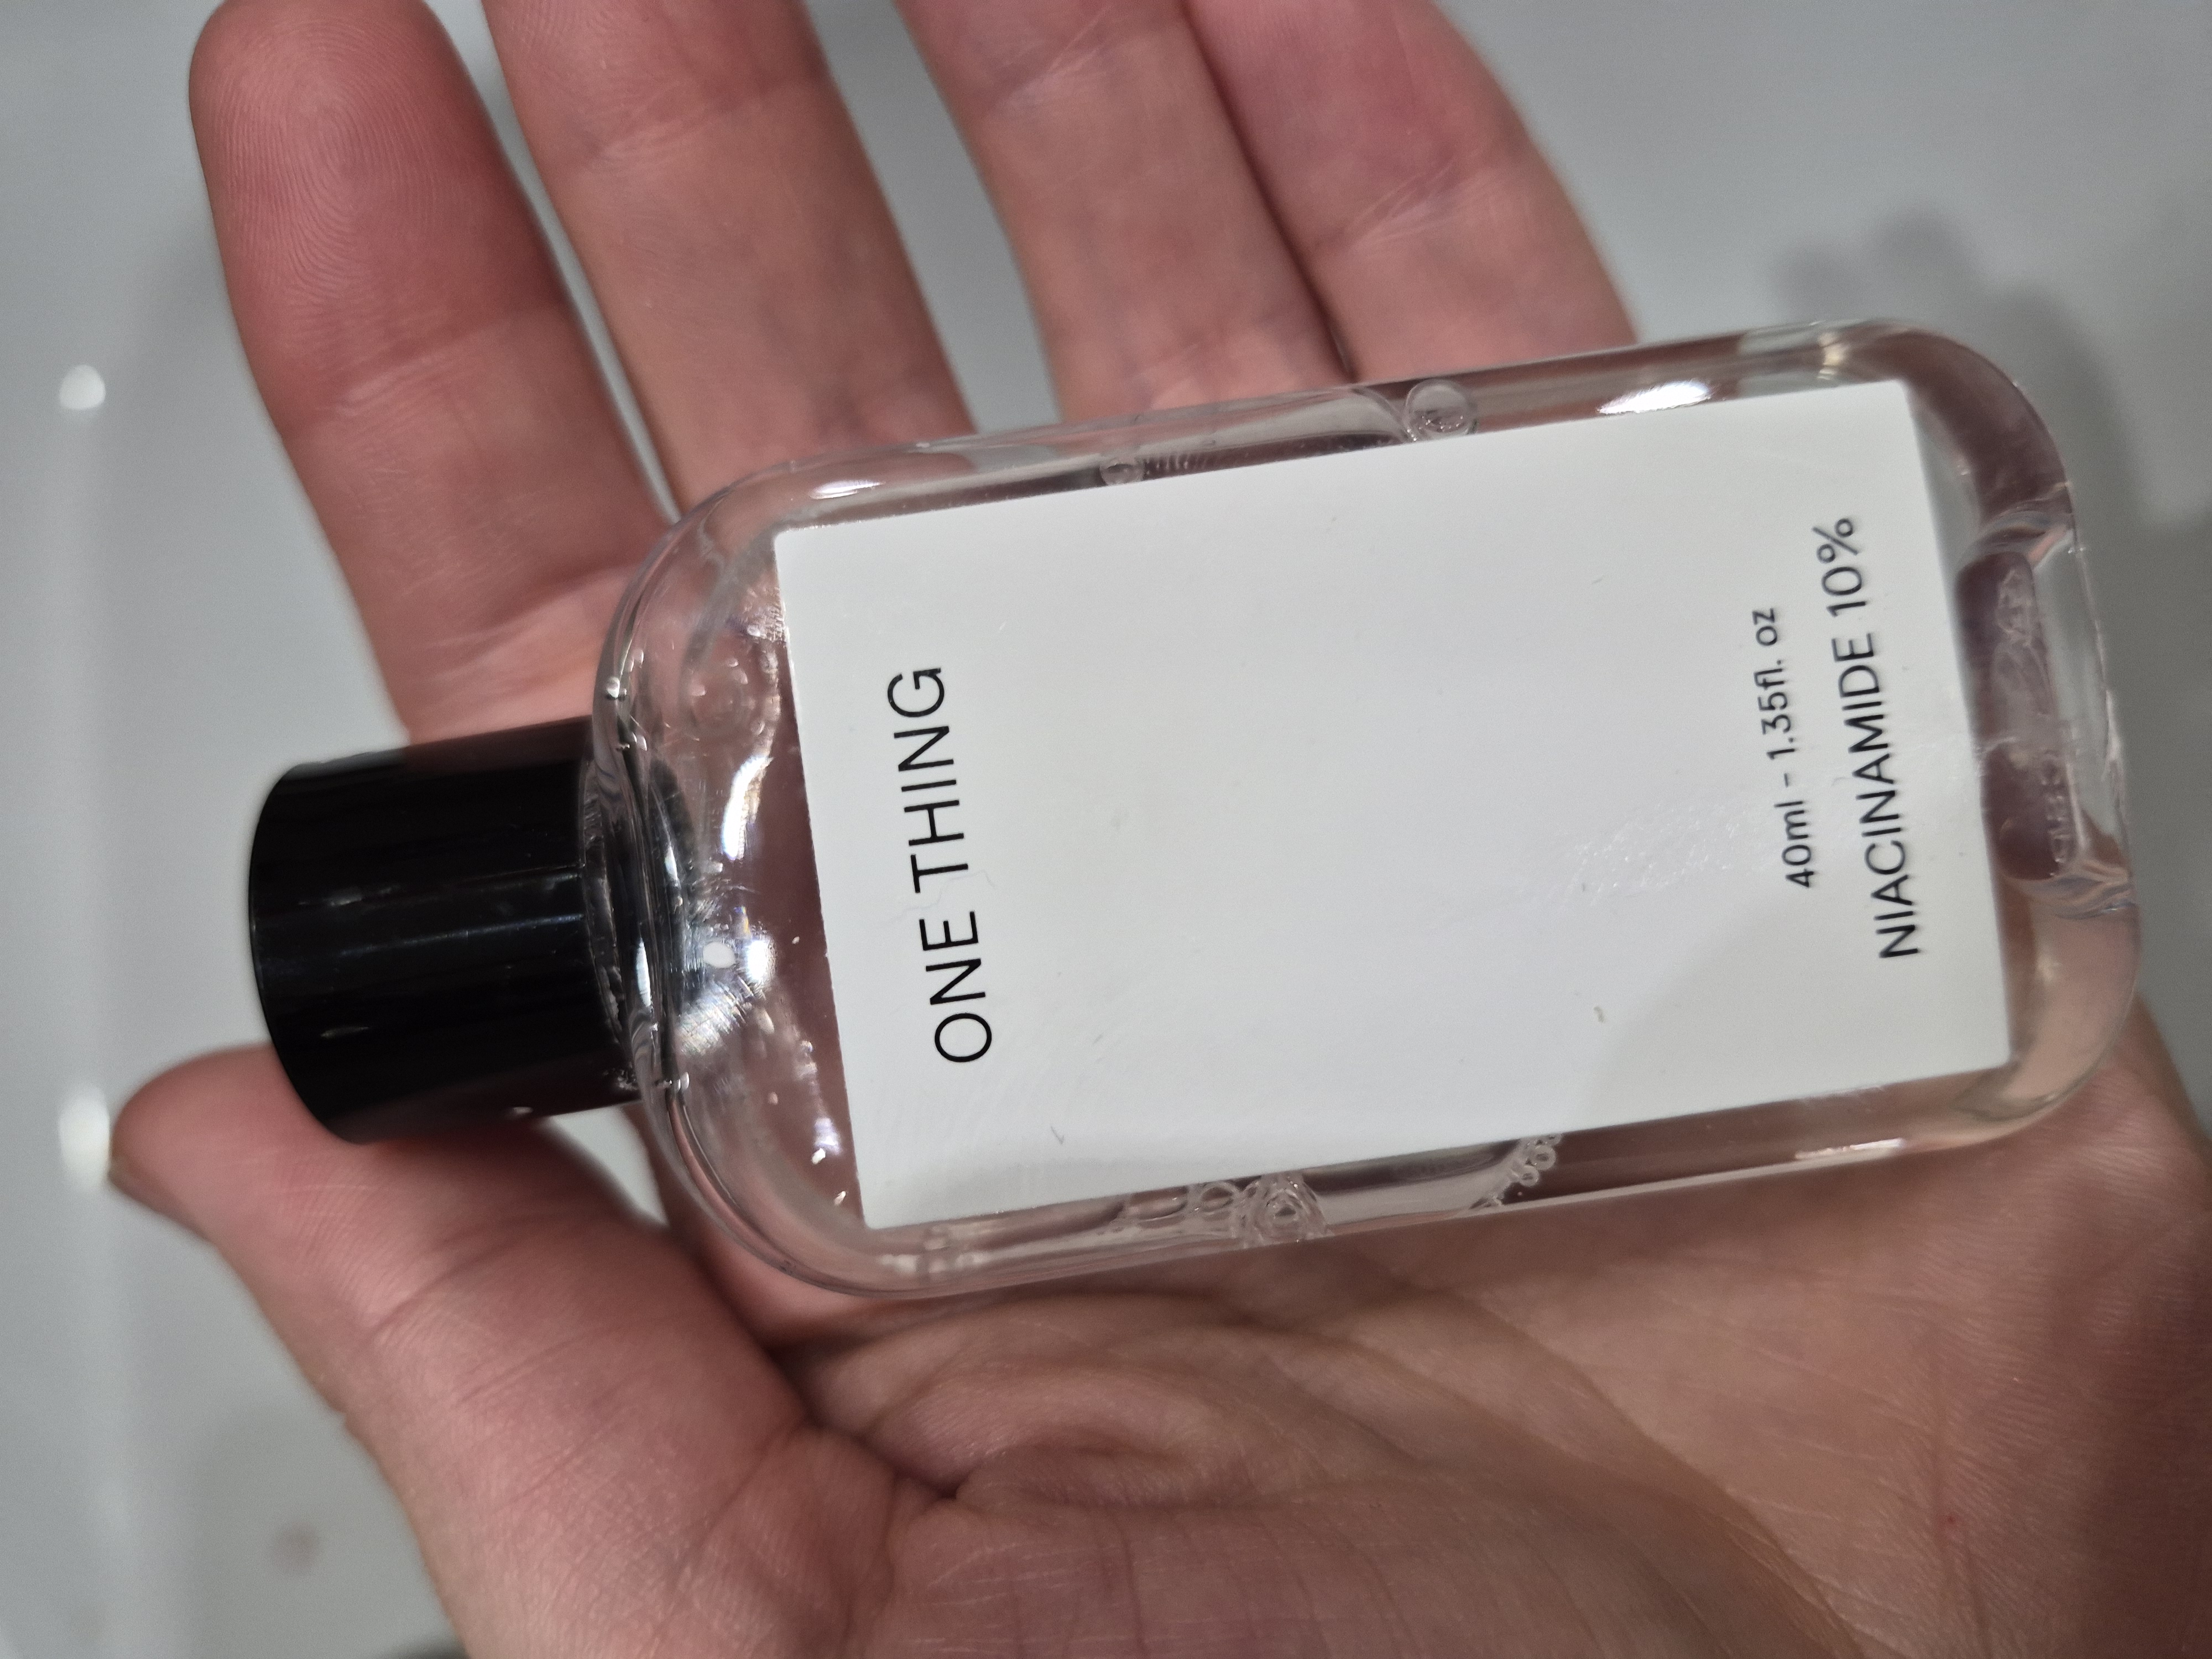 ONE THING
40ml - 1.35fl. oz
NIACINAMIDE 10%